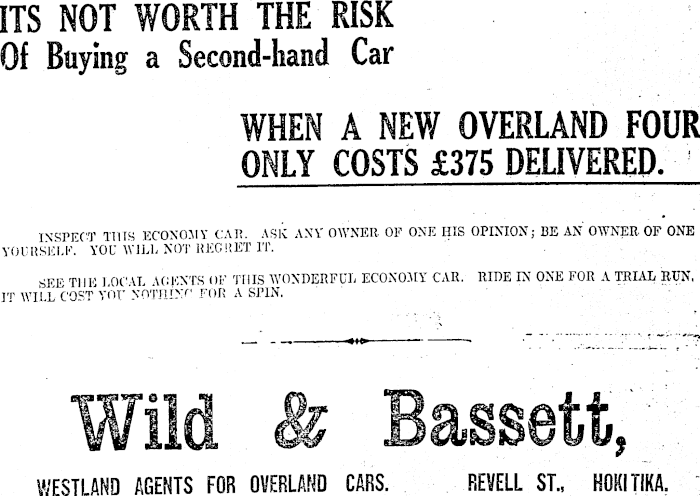 ITS NOT WORTH THE RISK
Of Buying a Second-hand Car
WHEN A NEW OVERLAND FOUR
ONLY COSTS £375 DELIVERED.
INSPECT THIS ECONOMY CAR. ASK ANY OWNER OF ONE HIS OPINION; BE AN OWNER OF ONE
YOURSELF. YOU WILL NOT REGRET IT.
SEE THE LOCAL AGENTS OF THIS WONDERFUL ECONOMY CAR. RIDE IN ONE FOR A TRIAL RUN.
IT WILL COST YOU NOTHING FOR A SPIN.
Wild & Bassett,
WESTLAND AGENTS FOR OVERLAND CARS. REVELL ST., HOKITIKA.